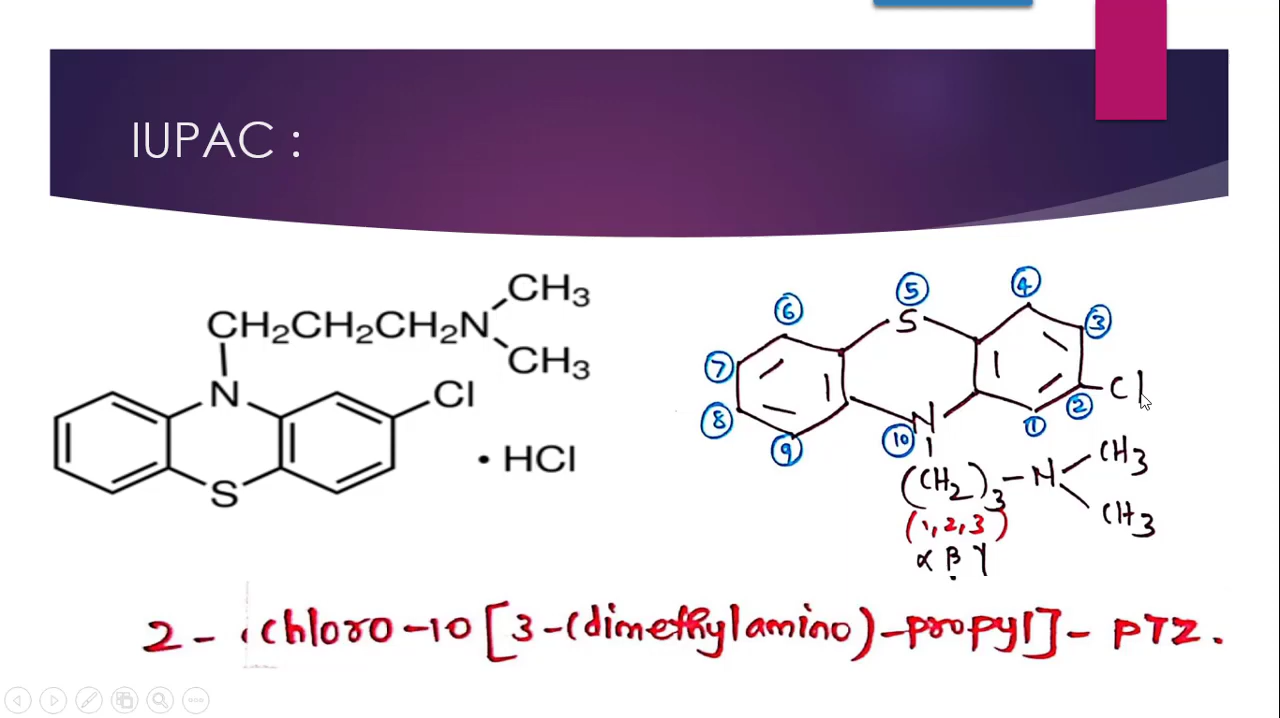 IUPAC :
CH3
CH2CH2CH2N
CH3
N
Cl
• HCl
S
4
5
6
3
S
7
Cl
2
8
N
1
10
9
CH3
(CH2)3-N
CH3
(1,2,3)
α β γ
2-chloro-10[3-(dimethylamino)-propyl]-PTZ.